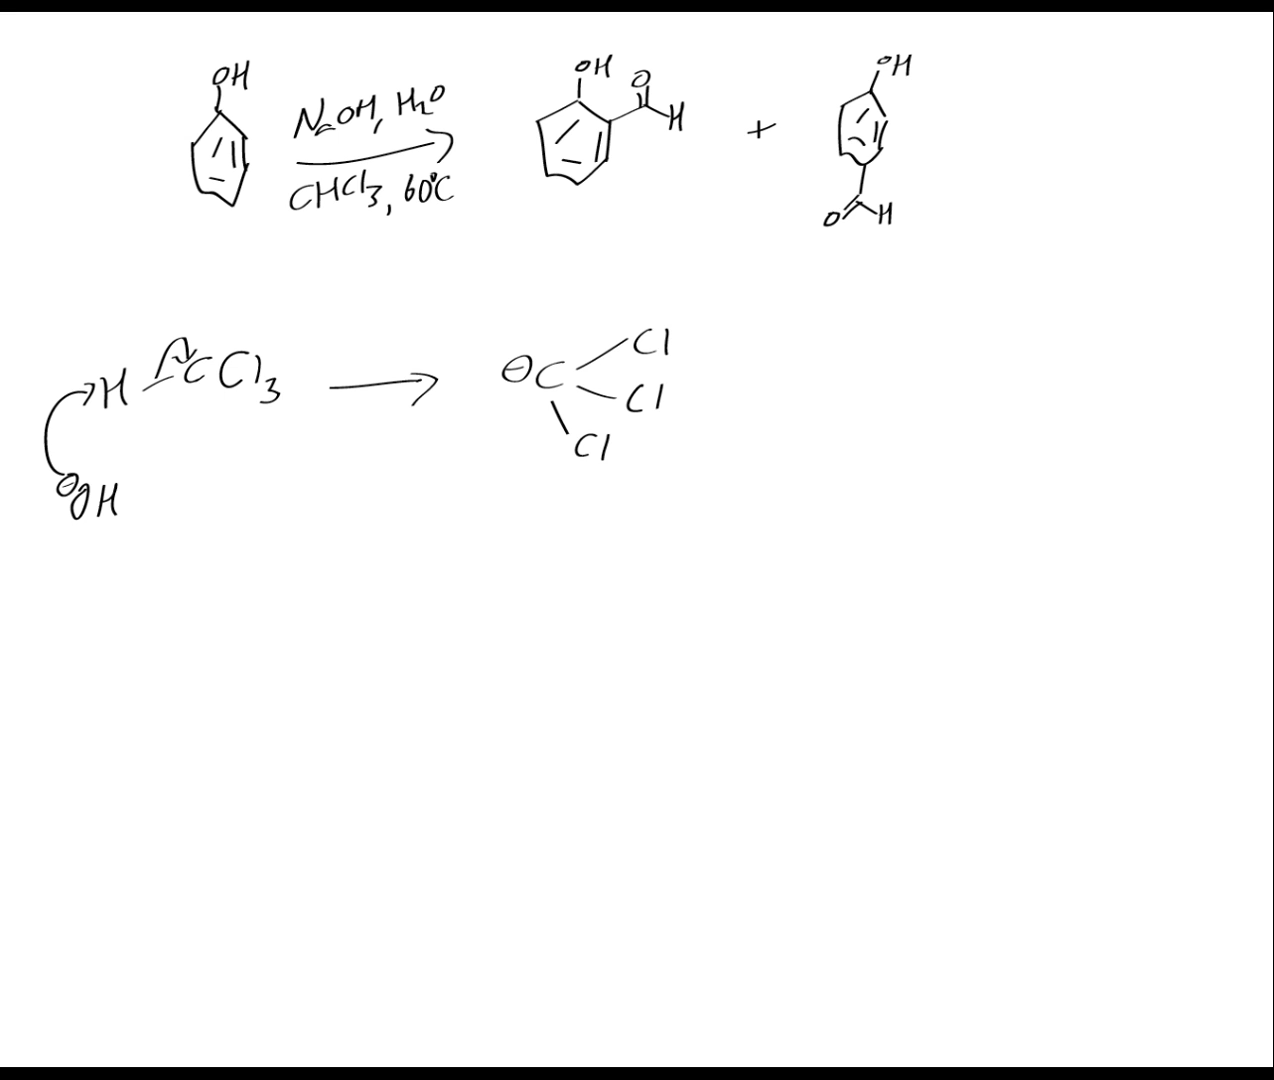 OH NaOH, H2O OH O H + OH
CHCl3, 60°C O H
H CCl3 ⊖C Cl Cl Cl
⊖OH